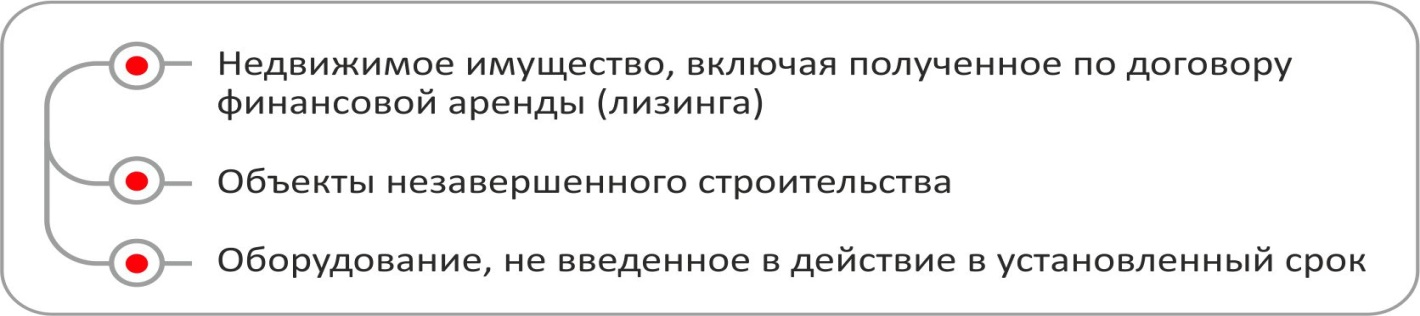 Недвижимое имущество, включая полученное по договору
финансовой аренды (лизинга)
Объекты незавершенного строительства
Оборудование, не введенное в действие в установленный срок